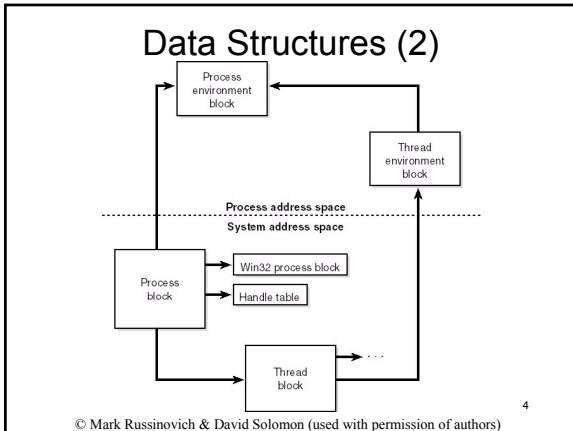 Data Structures (2)
Process
environment
block
Thread
environment
block
Process address space
System address space
Process
block
Win32 process block
Handle table
Thread
block
. . .
4
© Mark Russinovich & David Solomon (used with permission of authors)